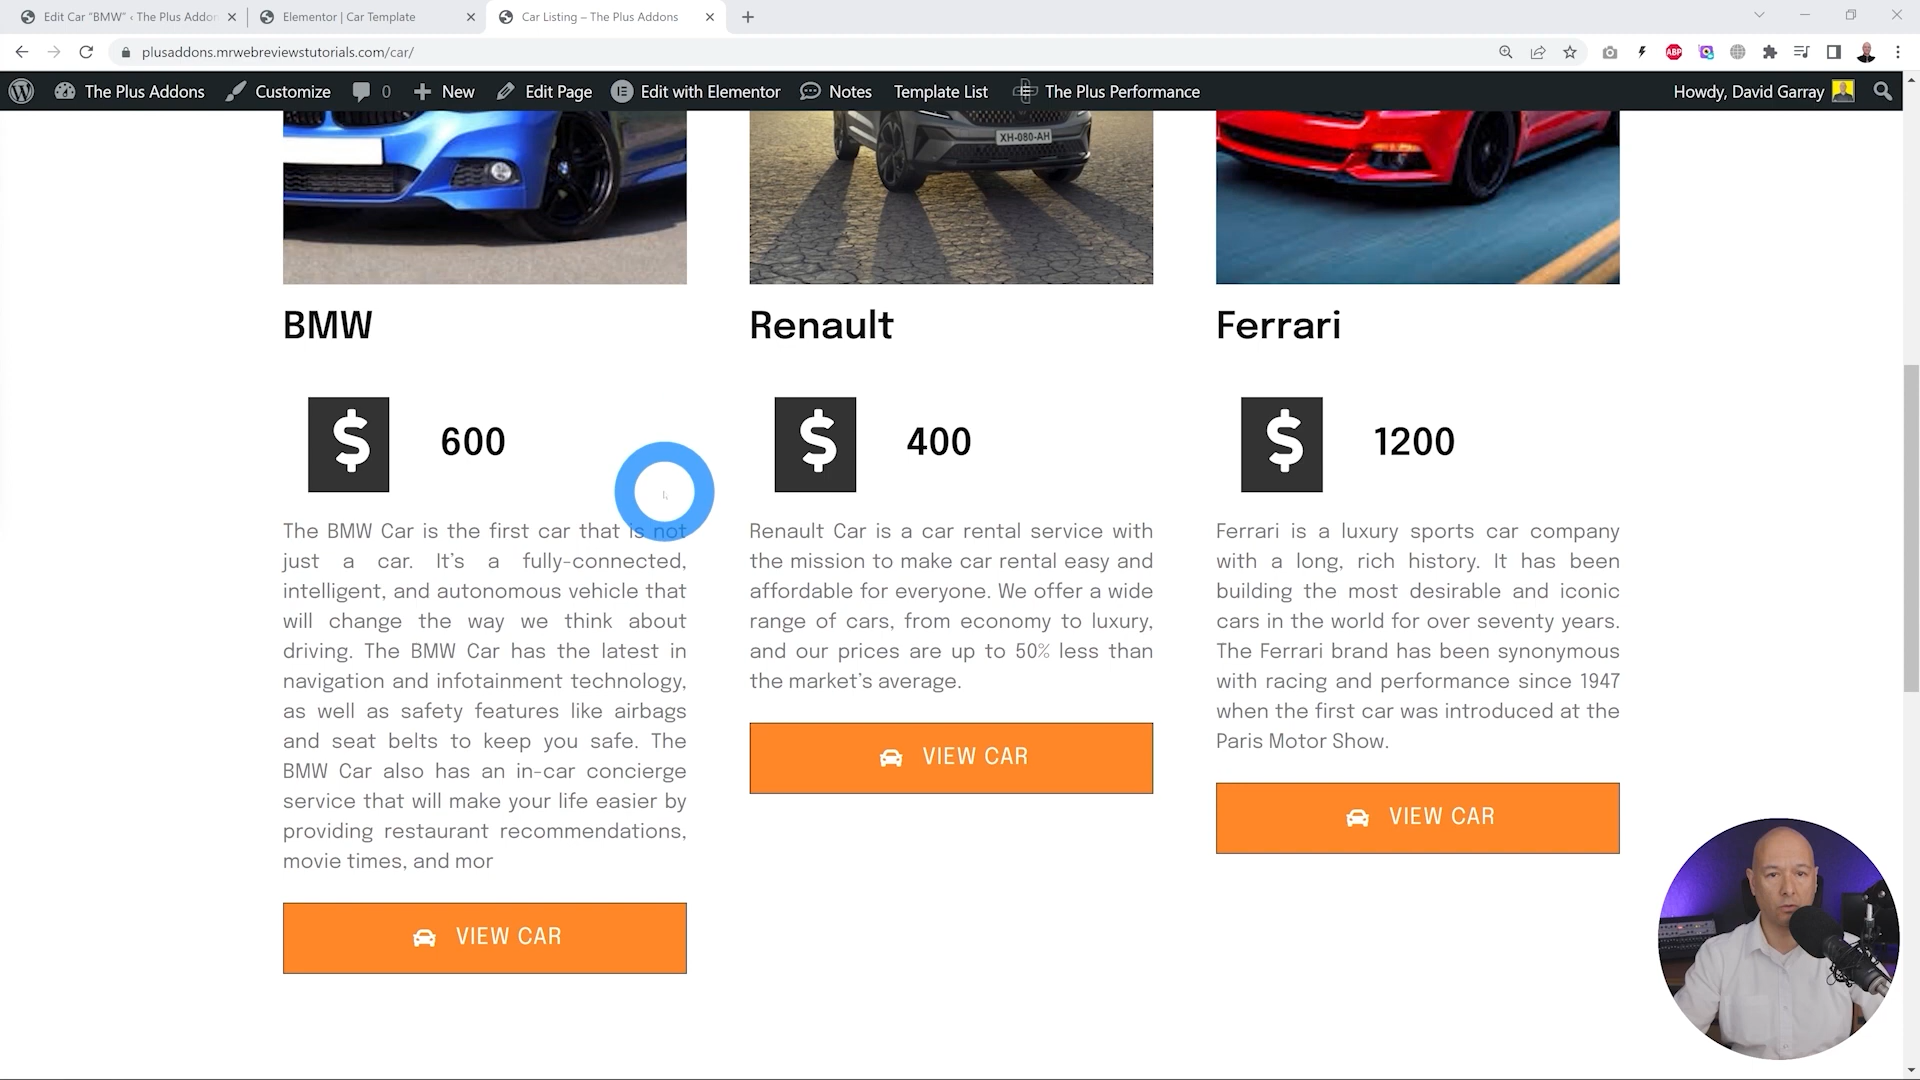 Edit Car “BMW” ‹ The Plus Addon
Elementor | Car Template
Car Listing – The Plus Addons
plusaddons.mrwebreviewstutorials.com/car/
ABP
The Plus Addons
Customize
0
New
Edit Page
Edit with Elementor
Notes
Template List
The Plus Performance
Howdy, David Garray
XH-080-AH
BMW
$ 600
The BMW Car is the first car that is not
just a car. It’s a fully-connected,
intelligent, and autonomous vehicle that
will change the way we think about
driving. The BMW Car has the latest in
navigation and infotainment technology,
as well as safety features like airbags
and seat belts to keep you safe. The
BMW Car also has an in-car concierge
service that will make your life easier by
providing restaurant recommendations,
movie times, and mor
VIEW CAR
Renault
$ 400
Renault Car is a car rental service with
the mission to make car rental easy and
affordable for everyone. We offer a wide
range of cars, from economy to luxury,
and our prices are up to 50% less than
the market’s average.
VIEW CAR
Ferrari
$ 1200
Ferrari is a luxury sports car company
with a long, rich history. It has been
building the most desirable and iconic
cars in the world for over seventy years.
The Ferrari brand has been synonymous
with racing and performance since 1947
when the first car was introduced at the
Paris Motor Show.
VIEW CAR